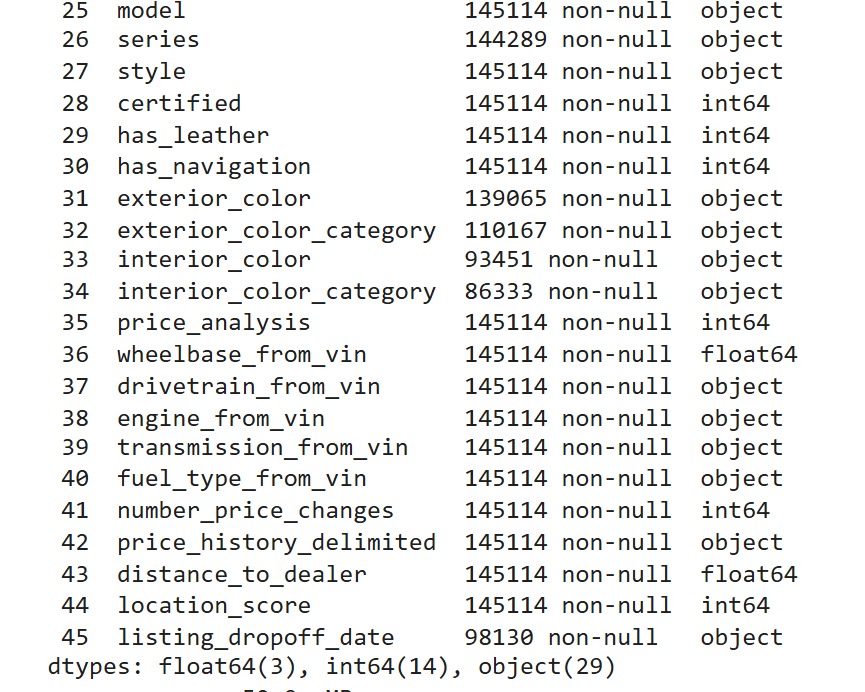 25 model 145114 non-null object
26 series 144289 non-null object
27 style 145114 non-null object
28 certified 145114 non-null int64
29 has_leather 145114 non-null int64
30 has_navigation 145114 non-null int64
31 exterior_color 139065 non-null object
32 exterior_color_category 110167 non-null object
33 interior_color 93451 non-null object
34 interior_color_category 86333 non-null object
35 price_analysis 145114 non-null int64
36 wheelbase_from_vin 145114 non-null float64
37 drivetrain_from_vin 145114 non-null object
38 engine_from_vin 145114 non-null object
39 transmission_from_vin 145114 non-null object
40 fuel_type_from_vin 145114 non-null object
41 number_price_changes 145114 non-null int64
42 price_history_delimited 145114 non-null object
43 distance_to_dealer 145114 non-null float64
44 location_score 145114 non-null int64
45 listing_dropoff_date 98130 non-null object
dtypes: float64(3), int64(14), object(29)